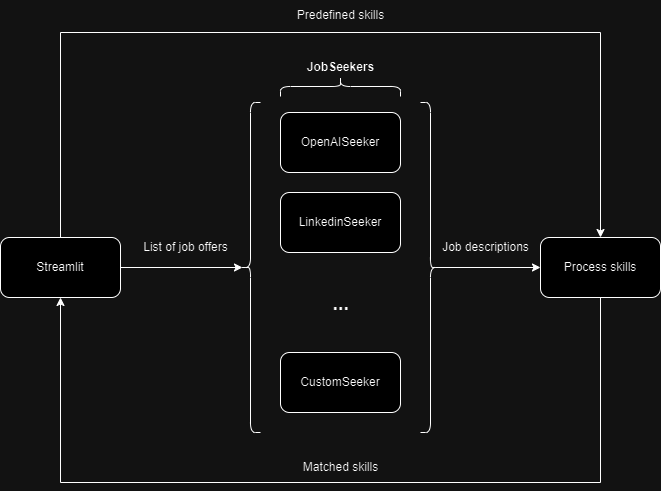 Predefined skills
JobSeekers
OpenAISeeker
LinkedinSeeker
Streamlit
List of job offers
Job descriptions
Process skills
...
CustomSeeker
Matched skills